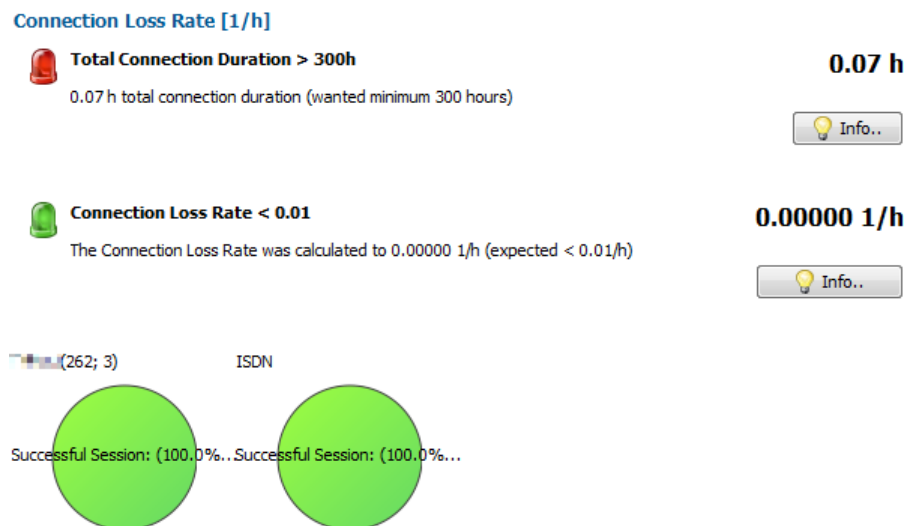 Connection Loss Rate [1/h]
Total Connection Duration > 300h
0.07 h
0.07 h total connection duration (wanted minimum 300 hours)
Info..
Connection Loss Rate < 0.01
0.00000 1/h
The Connection Loss Rate was calculated to 0.00000 1/h (expected < 0.01/h)
Info..
(262; 3)
ISDN
Successful Session: (100.0%...
Successful Session: (100.0%...